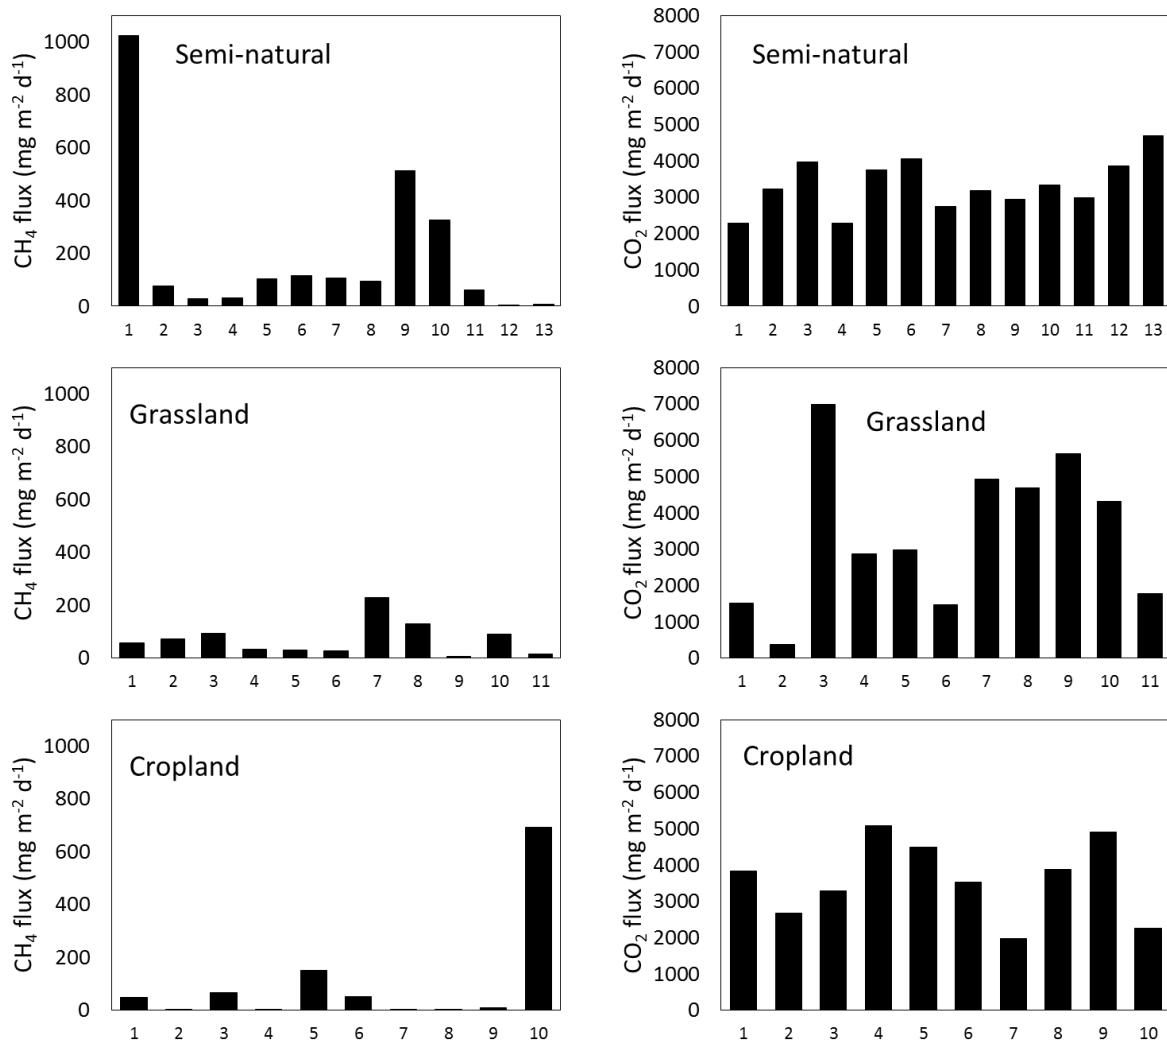 CH₄ flux (mg m⁻² d⁻¹)
Semi-natural
1000
800
600
400
200
0
1 2 3 4 5 6 7 8 9 10 11 12 13
CO₂ flux (mg m⁻² d⁻¹)
Semi-natural
8000
7000
6000
5000
4000
3000
2000
1000
0
1 2 3 4 5 6 7 8 9 10 11 12 13
CH₄ flux (mg m⁻² d⁻¹)
Grassland
1000
800
600
400
200
0
1 2 3 4 5 6 7 8 9 10 11
CO₂ flux (mg m⁻² d⁻¹)
Grassland
8000
7000
6000
5000
4000
3000
2000
1000
0
1 2 3 4 5 6 7 8 9 10 11
CH₄ flux (mg m⁻² d⁻¹)
Cropland
1000
800
600
400
200
0
1 2 3 4 5 6 7 8 9 10
CO₂ flux (mg m⁻² d⁻¹)
Cropland
8000
7000
6000
5000
4000
3000
2000
1000
0
1 2 3 4 5 6 7 8 9 10